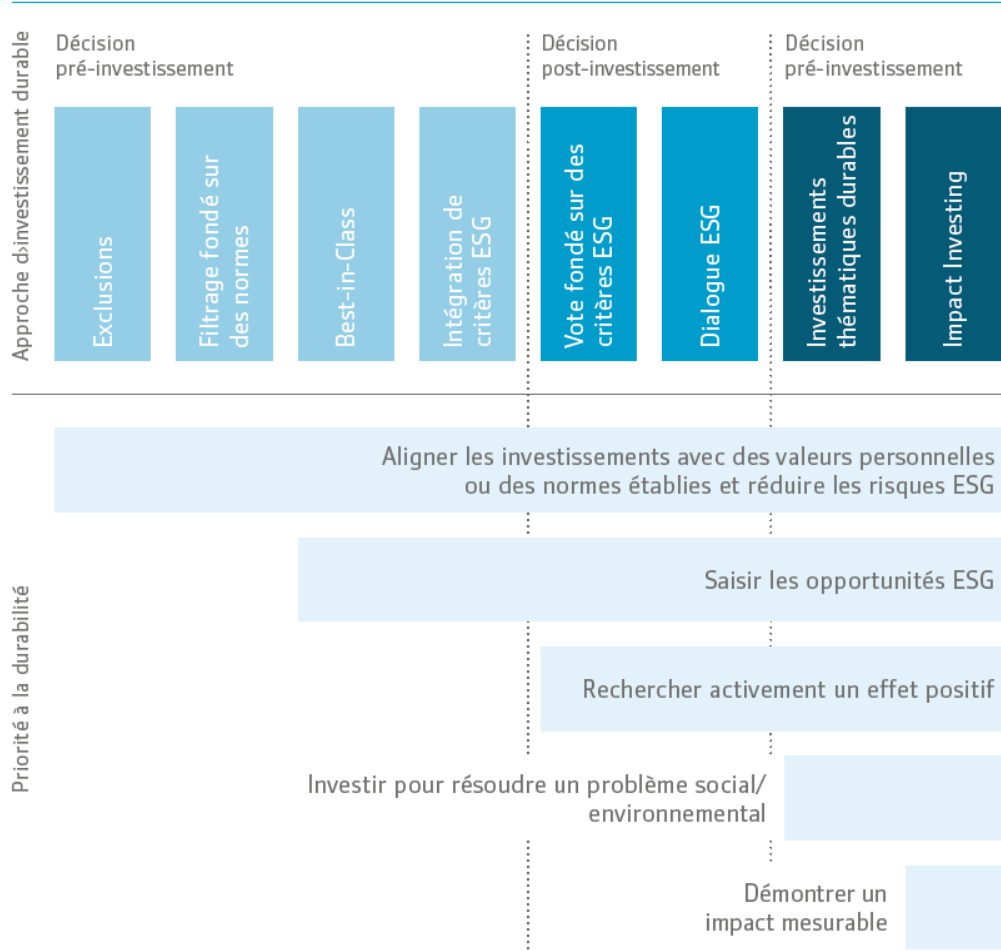 Approche d'investissement durable
Décision
pré-investissement
Décision
post-investissement
Décision
pré-investissement
Exclusions
Filtrage fondé sur
des normes
Best-in-Class
Intégration de
critères ESG
Vote fondé sur des
critères ESG
Dialogue ESG
Investissements
thématiques durables
Impact Investing
Priorité à la durabilité
Aligner les investissements avec des valeurs personnelles
ou des normes établies et réduire les risques ESG
Saisir les opportunités ESG
Rechercher activement un effet positif
Investir pour résoudre un problème social/
environnemental
Démontrer un
impact mesurable